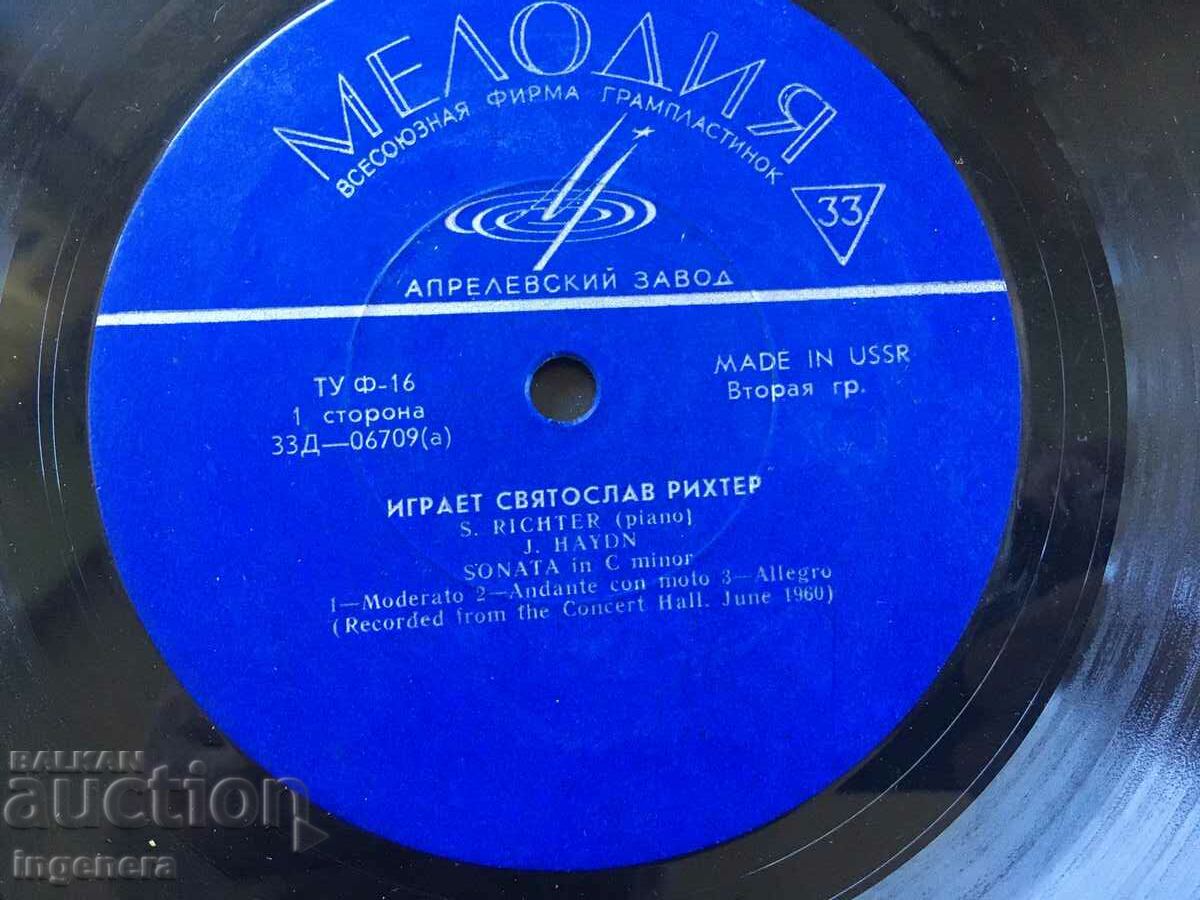 МЕЛОДИЯ
ВСЕСОЮЗНАЯ ФИРМА ГРАМПЛАСТИНОК
33
АПРЕЛЕВСКИЙ ЗАВОД
ТУ Ф-16
1 сторона
33Д—06709(а)
MADE IN USSR
Вторая гр.
ИГРАЕТ СВЯТОСЛАВ РИХТЕР
S. RICHTER (piano)
J. HAYDN
SONATA in C minor
1—Moderato 2—Andante con moto 3—Allegro
(Recorded from the Concert Hall. June 1960)
BALKAN
auction
ingenera